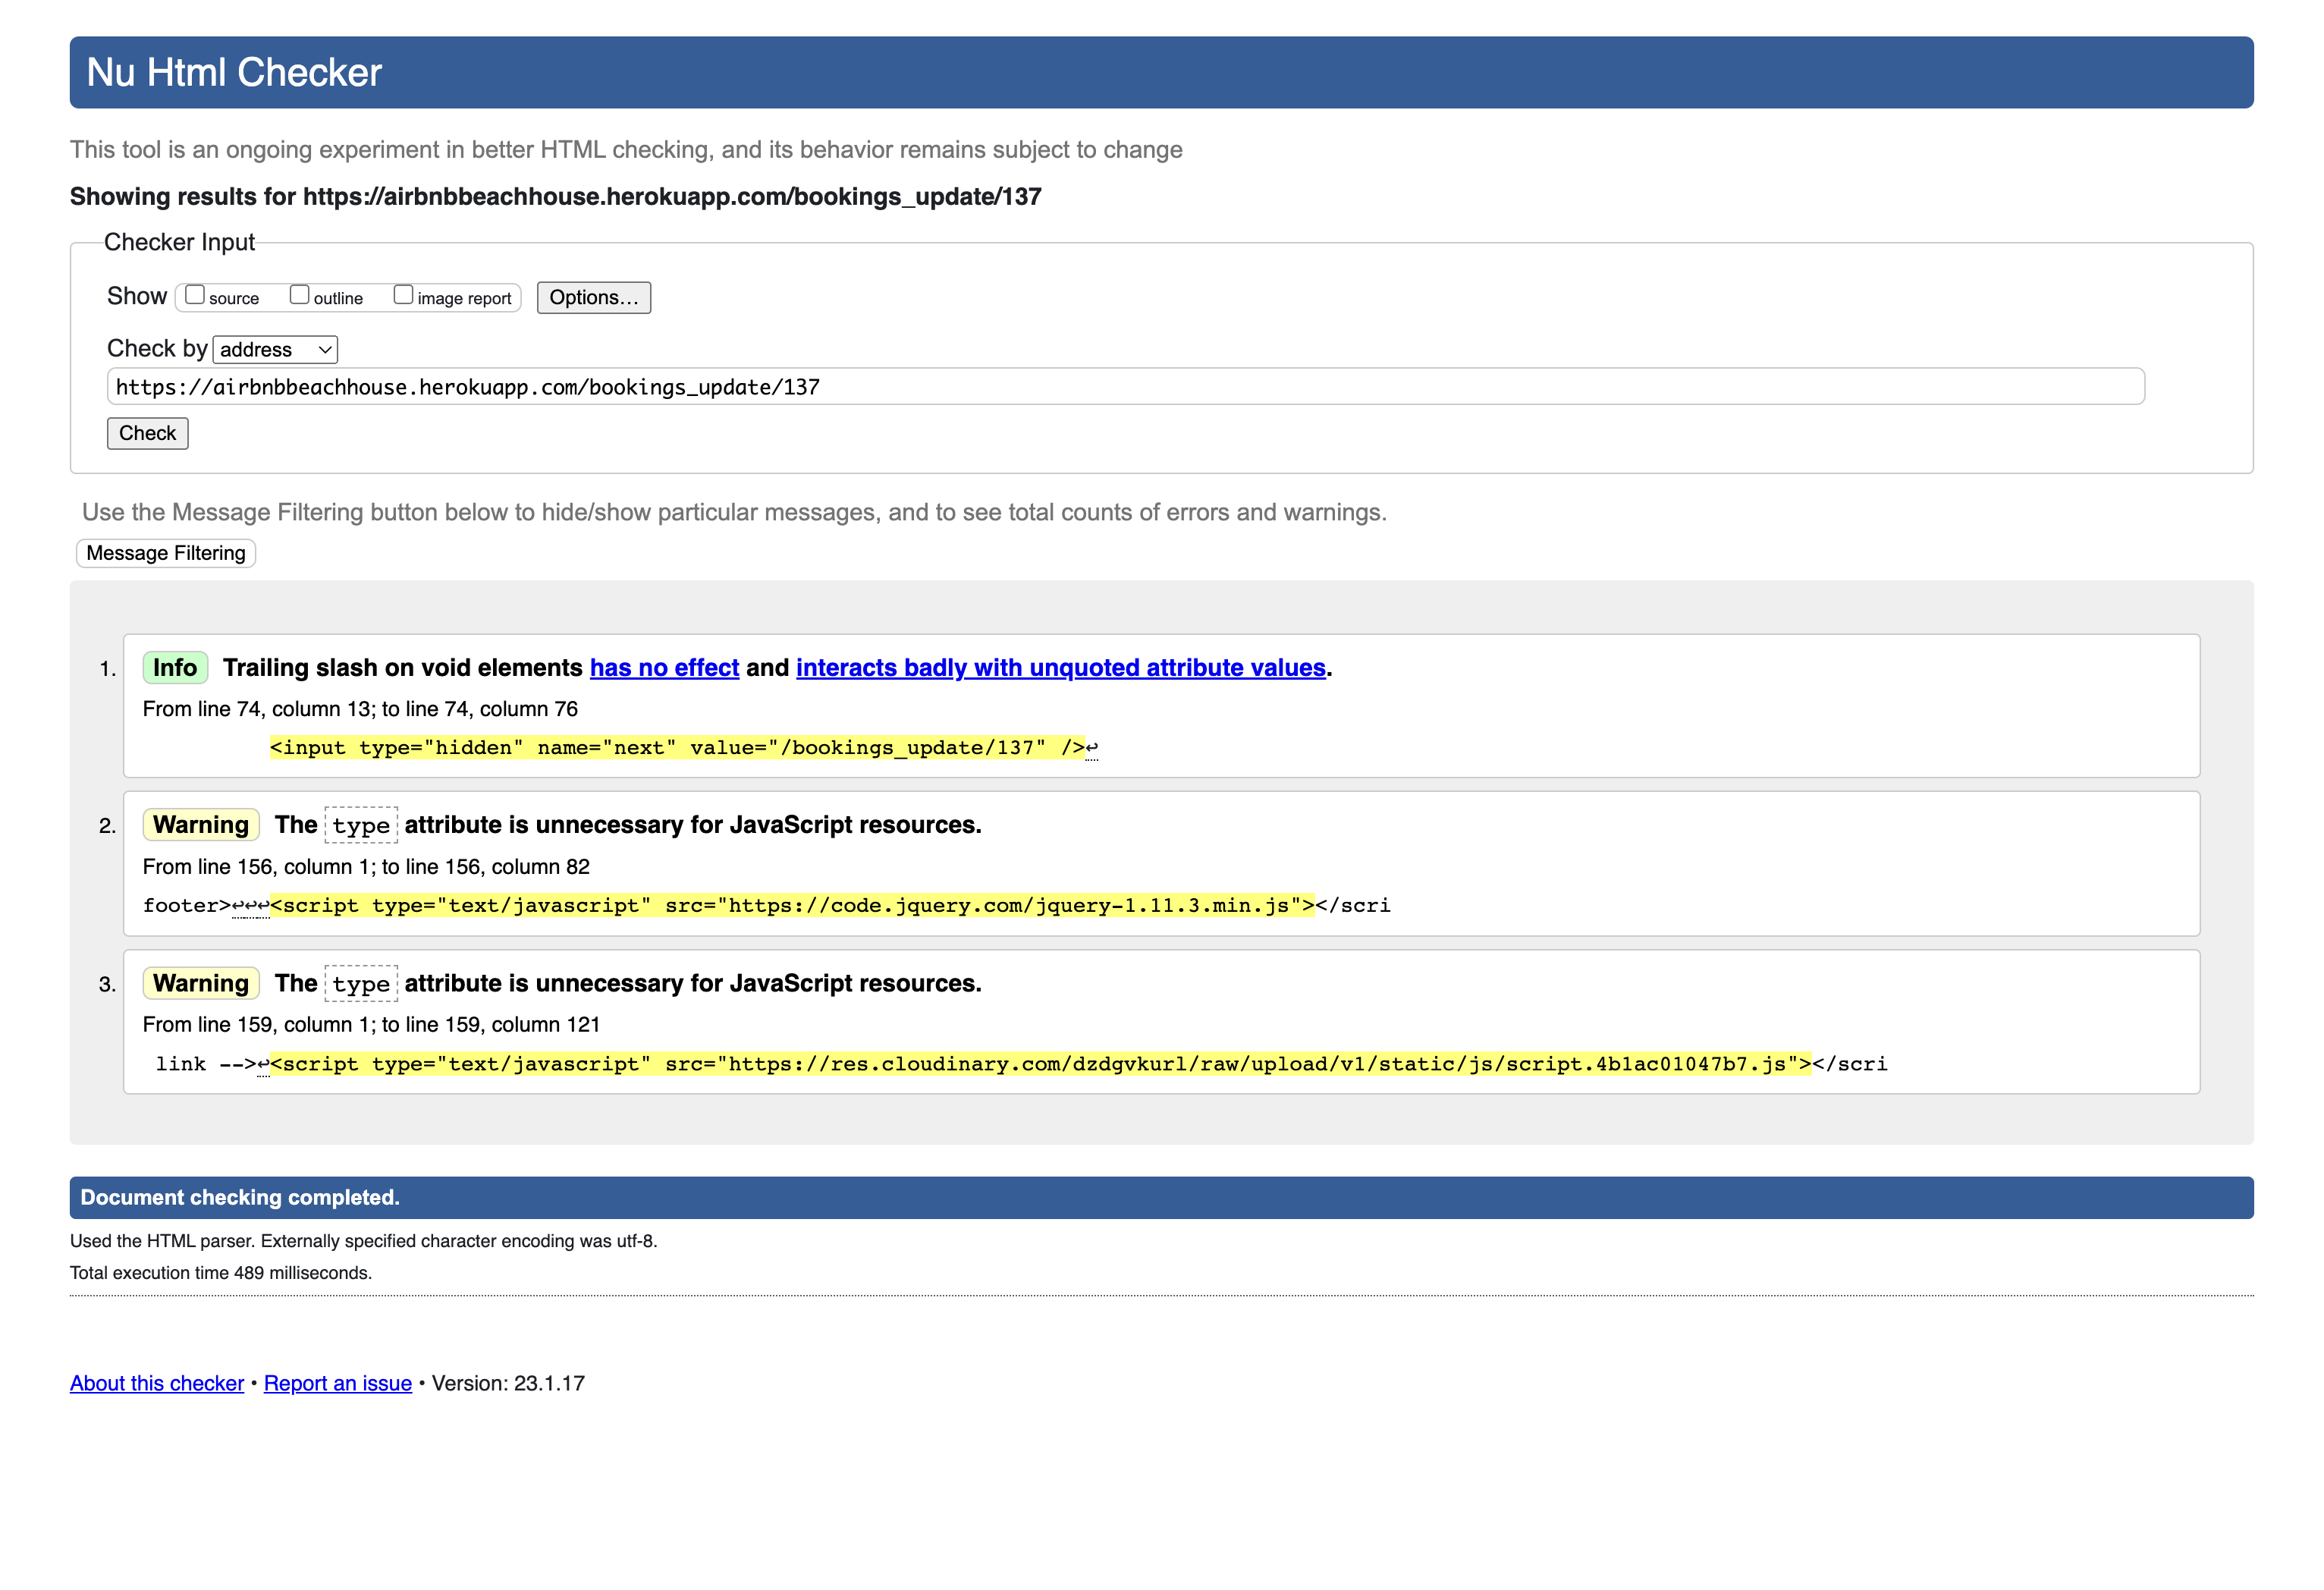 Nu Html Checker
This tool is an ongoing experiment in better HTML checking, and its behavior remains subject to change
Showing results for https://airbnbbeachhouse.herokuapp.com/bookings_update/137
Checker Input
Show source outline image report Options...
Check by address
https://airbnbbeachhouse.herokuapp.com/bookings_update/137
Check
Use the Message Filtering button below to hide/show particular messages, and to see total counts of errors and warnings.
Message Filtering
1. Info Trailing slash on void elements has no effect and interacts badly with unquoted attribute values.
From line 74, column 13; to line 74, column 76
<input type="hidden" name="next" value="/bookings_update/137" />↩
2. Warning The type attribute is unnecessary for JavaScript resources.
From line 156, column 1; to line 156, column 82
footer>↩↩↩<script type="text/javascript" src="https://code.jquery.com/jquery-1.11.3.min.js"></scri
3. Warning The type attribute is unnecessary for JavaScript resources.
From line 159, column 1; to line 159, column 121
link -->↩<script type="text/javascript" src="https://res.cloudinary.com/dzdgvkurl/raw/upload/v1/static/js/script.4b1ac01047b7.js"></scri
Document checking completed.
Used the HTML parser. Externally specified character encoding was utf-8.
Total execution time 489 milliseconds.
About this checker • Report an issue • Version: 23.1.17